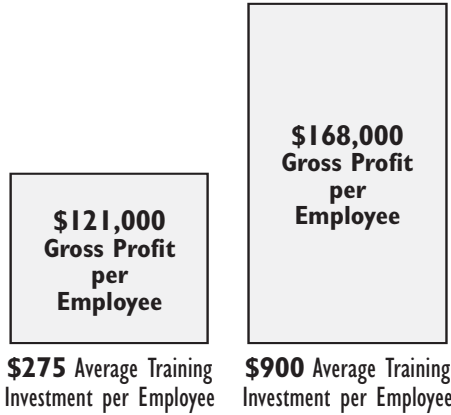 $168,000
Gross Profit
per
Employee
$121,000
Gross Profit
per
Employee
$275 Average Training
Investment per Employee
$900 Average Training
Investment per Employee